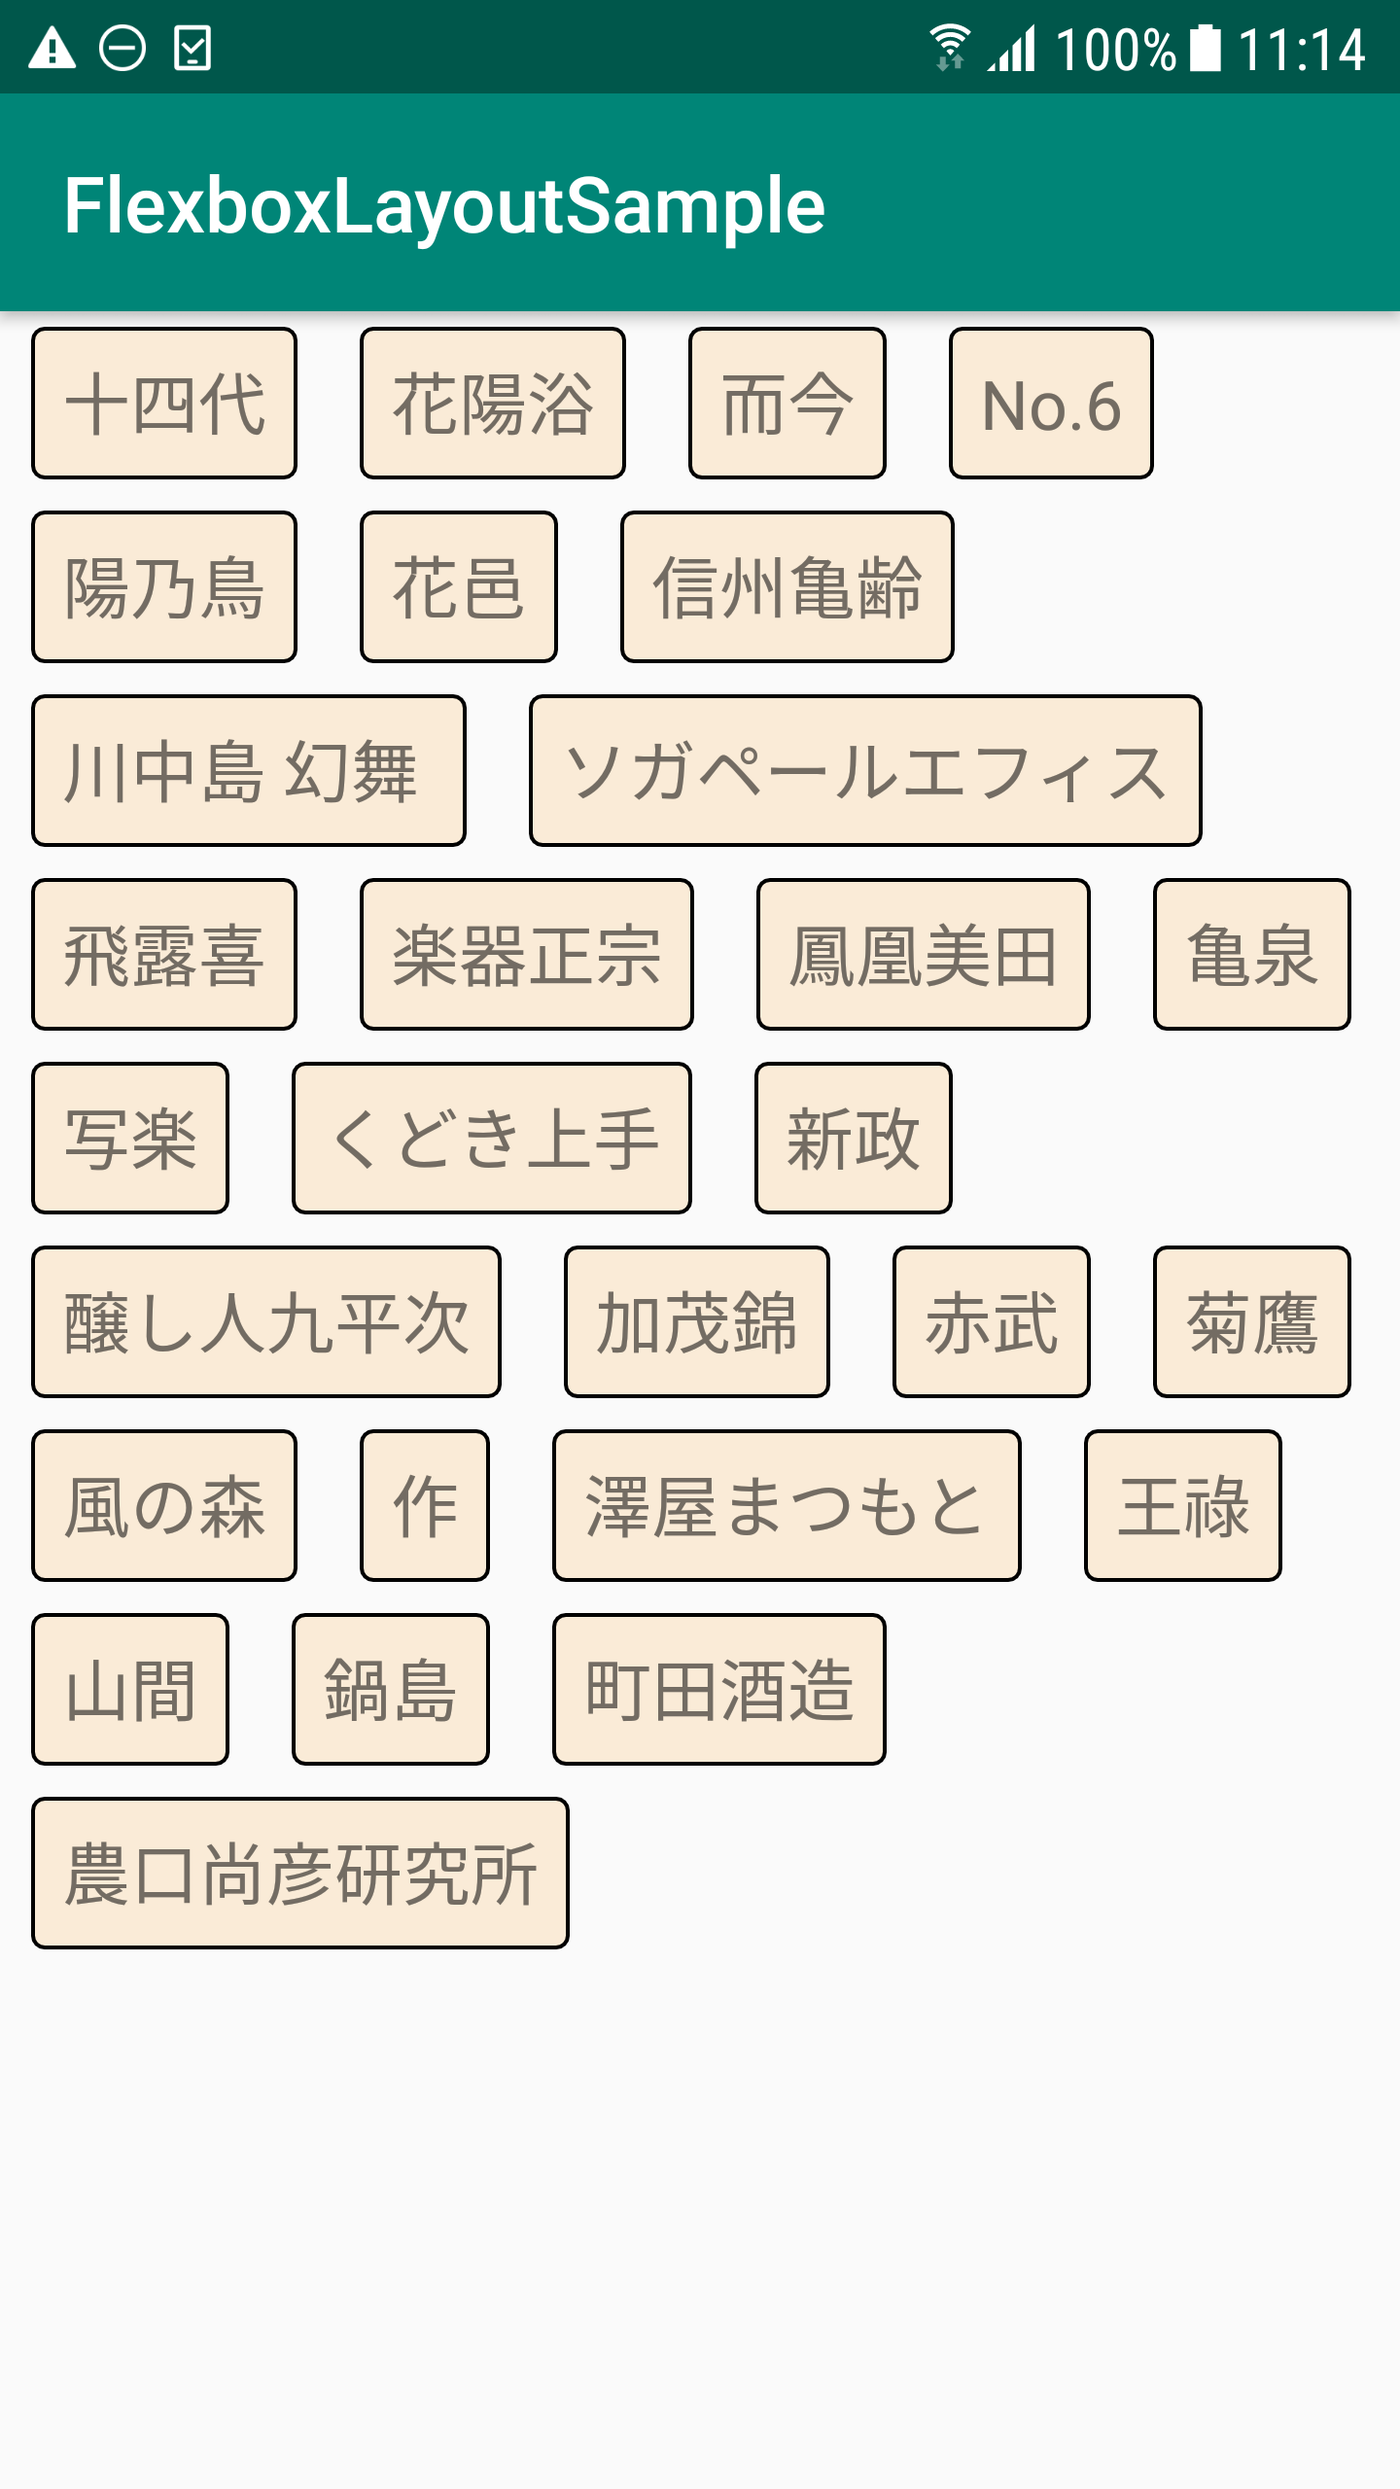 100% 11:14
FlexboxLayoutSample
十四代 花陽浴 而今 No.6
陽乃鳥 花邑 信州亀齢
川中島 幻舞 ソガペールエフィス
飛露喜 楽器正宗 鳳凰美田 亀泉
写楽 くどき上手 新政
醸し人九平次 加茂錦 赤武 菊鷹
風の森 作 澤屋まつもと 王祿
山間 鍋島 町田酒造
農口尚彦研究所